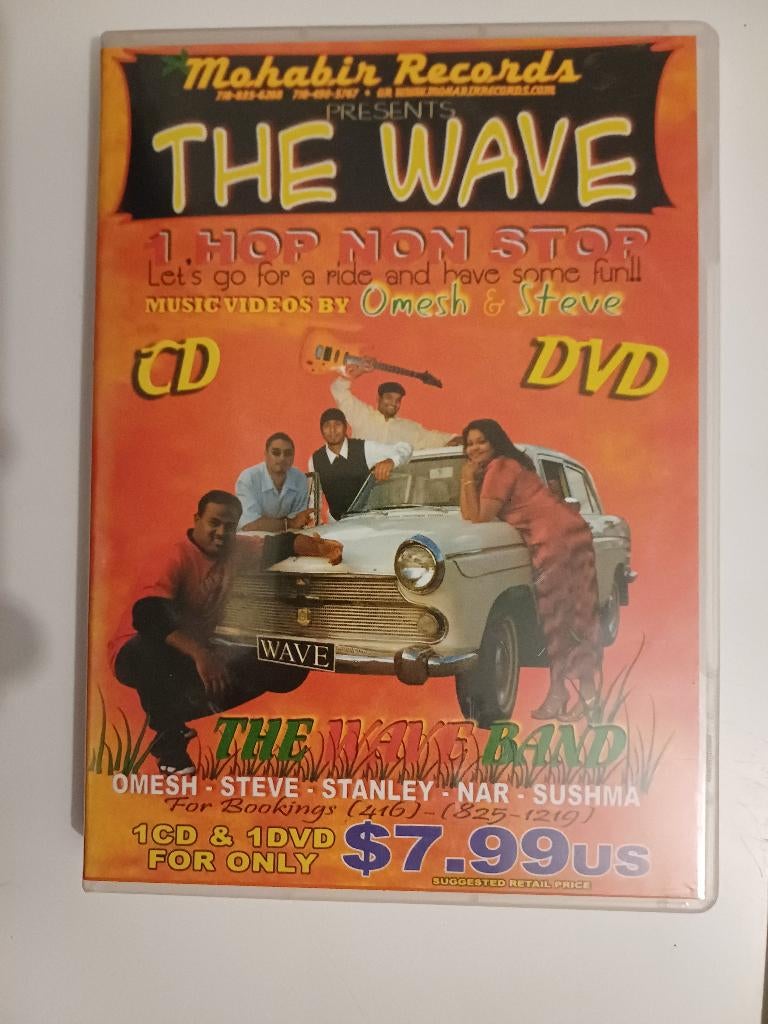 Mohabir Records
PRESENTS
THE WAVE
1 HOP NON STOP
Let's go for a ride and have some fun!!
MUSIC VIDEOS BY Omesh & Steve
CD DVD
WAVE
THE WAVE BAND
OMESH - STEVE - STANLEY - NAR - SUSHMA
For Bookings (416)-(825-1219)
1CD & 1DVD
FOR ONLY
$7.99US
SUGGESTED RETAIL PRICE